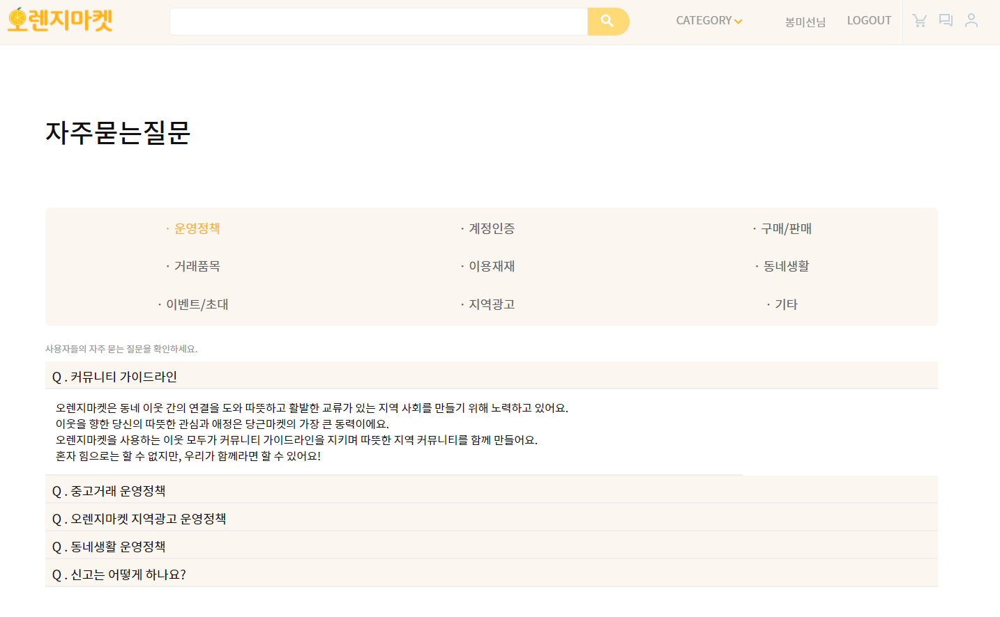 오렌지마켓
CATEGORY 봉미선님 LOGOUT
자주묻는질문
· 운영정책 · 계정인증 · 구매/판매
· 거래품목 · 이용재재 · 동네생활
· 이벤트/초대 · 지역광고 · 기타
사용자들의 자주 묻는 질문을 확인하세요.
Q . 커뮤니티 가이드라인
오렌지마켓은 동네 이웃 간의 연결을 도와 따뜻하고 활발한 교류가 있는 지역 사회를 만들기 위해 노력하고 있어요.
이웃을 향한 당신의 따뜻한 관심과 애정은 당근마켓의 가장 큰 동력이에요.
오렌지마켓을 사용하는 이웃 모두가 커뮤니티 가이드라인을 지키며 따뜻한 지역 커뮤니티를 함께 만들어요.
혼자 힘으로는 할 수 없지만, 우리가 함께라면 할 수 있어요!
Q . 중고거래 운영정책
Q . 오렌지마켓 지역광고 운영정책
Q . 동네생활 운영정책
Q . 신고는 어떻게 하나요?